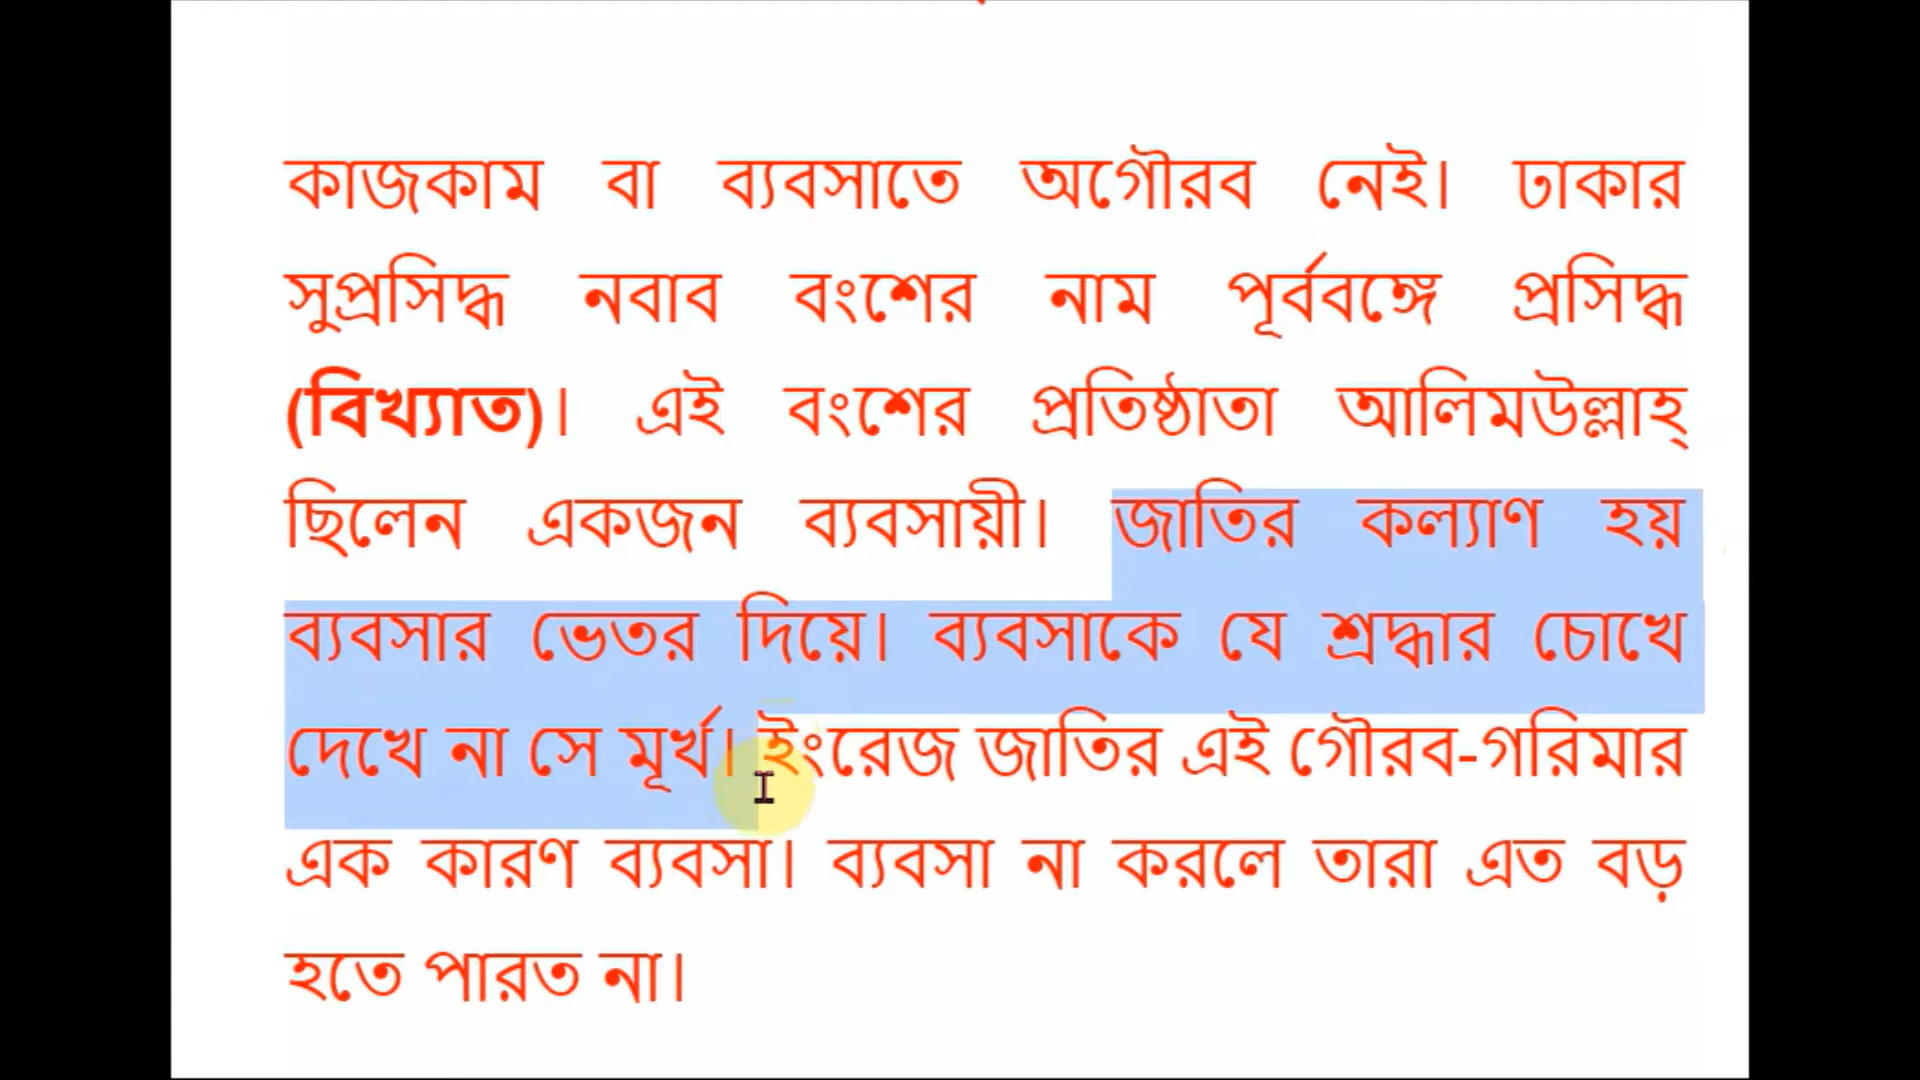 কাজকাম বা ব্যবসাতে অগৌরব নেই। ঢাকার
সুপ্রসিদ্ধ নবাব বংশের নাম পূর্ববঙ্গে প্রসিদ্ধ
(বিখ্যাত)। এই বংশের প্রতিষ্ঠাতা আলিমউল্লাহ্
ছিলেন একজন ব্যবসায়ী। জাতির কল্যাণ হয়
ব্যবসার ভেতর দিয়ে। ব্যবসাকে যে শ্রদ্ধার চোখে
দেখে না সে মূর্খ। ইংরেজ জাতির এই গৌরব-গরিমার
এক কারণ ব্যবসা। ব্যবসা না করলে তারা এত বড়
হতে পারত না।